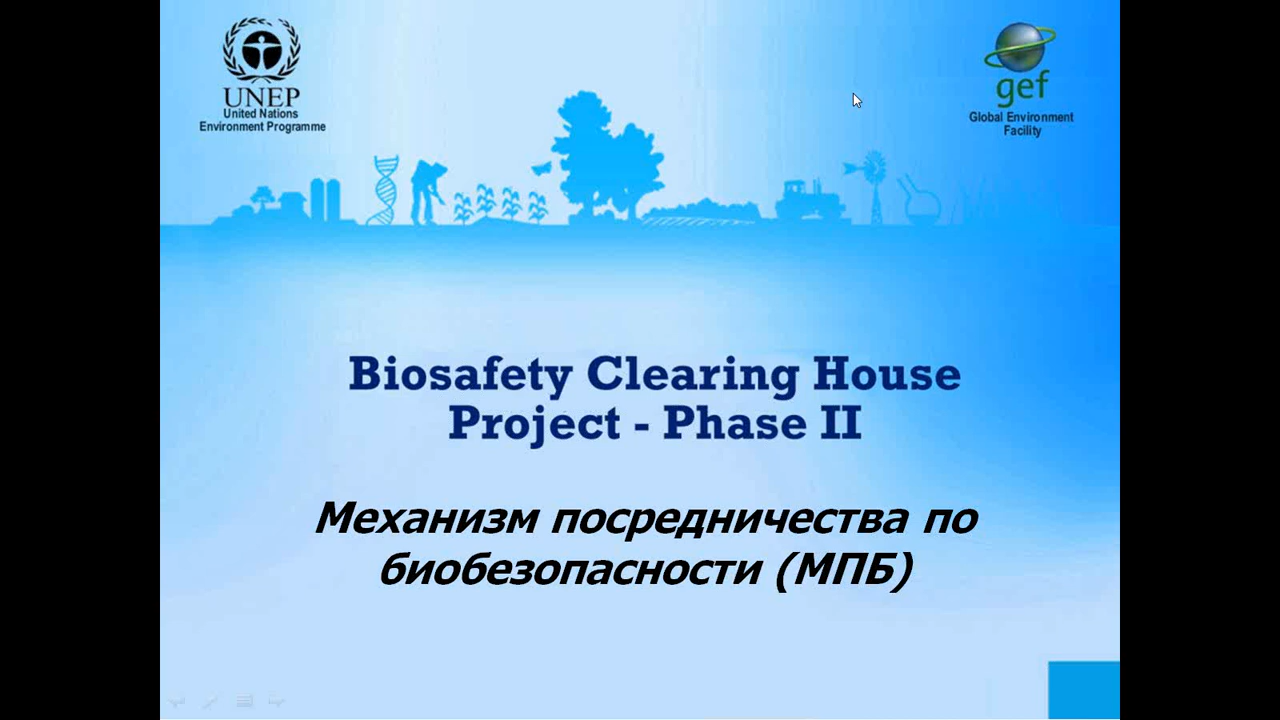 UNEP
United Nations
Environment Programme
gef
Global Environment
Facility
Biosafety Clearing House
Project - Phase II
Механизм посредничества по
биобезопасности (МПБ)